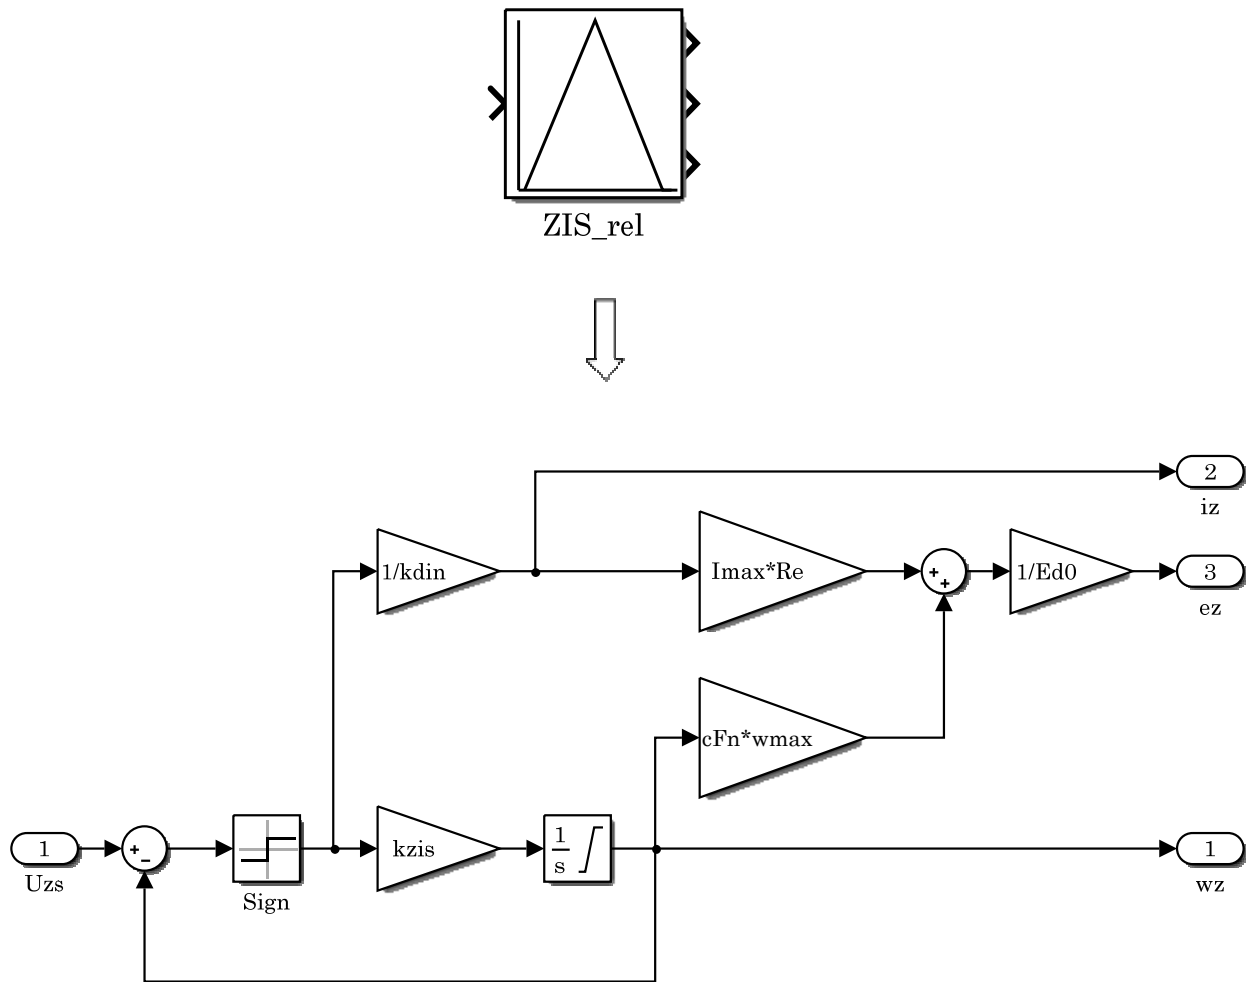 ZIS_rel
2
iz
1/kdin
Imax*Re
+
+
1/Ed0
3
ez
cFn*wmax
1
Uzs
+
−
Sign
kzis
1
s
1
wz